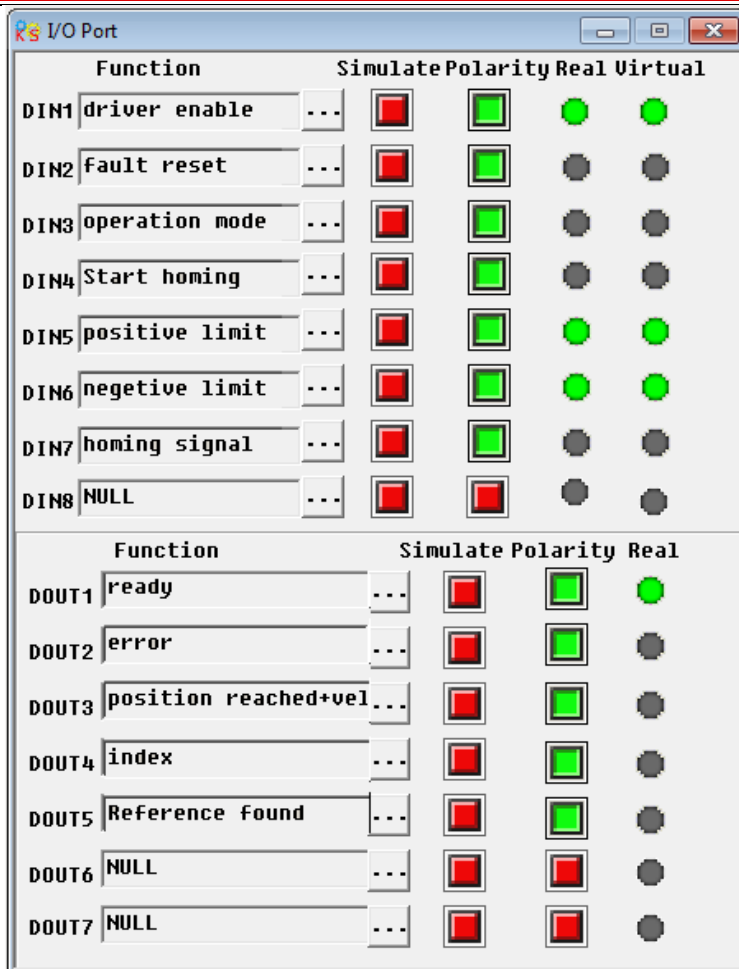 KS I/O Port
Function Simulate Polarity Real Virtual
DIN1 driver enable ...
DIN2 fault reset ...
DIN3 operation mode ...
DIN4 Start homing ...
DIN5 positive limit ...
DIN6 negetive limit ...
DIN7 homing signal ...
DIN8 NULL ...
Function Simulate Polarity Real
DOUT1 ready ...
DOUT2 error ...
DOUT3 position reached+vel ...
DOUT4 index ...
DOUT5 Reference found ...
DOUT6 NULL ...
DOUT7 NULL ...